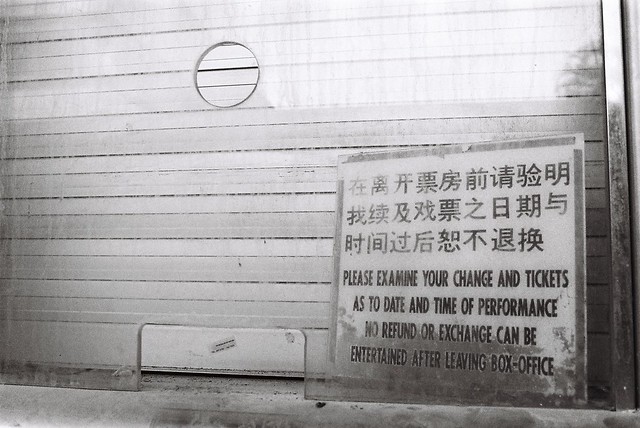 在离开票房前请验明
找续及戏票之日期与
时间过后恕不退换
PLEASE EXAMINE YOUR CHANGE AND TICKETS
AS TO DATE AND TIME OF PERFORMANCE
NO REFUND OR EXCHANGE CAN BE
ENTERTAINED AFTER LEAVING BOX-OFFICE